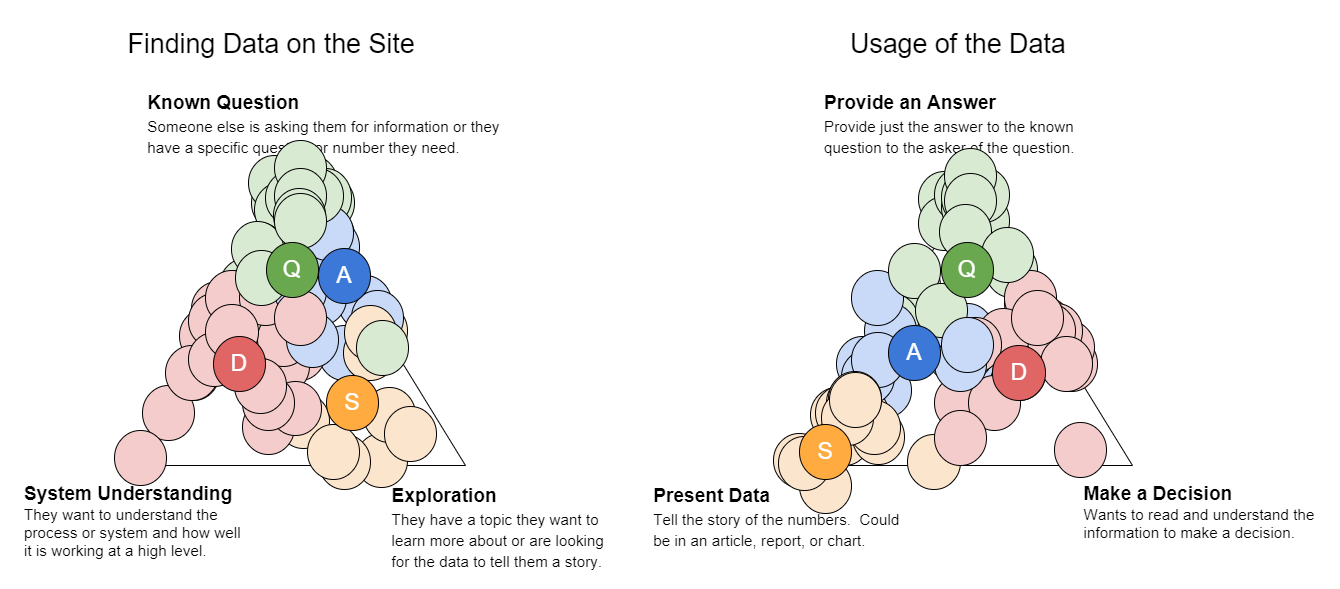 Finding Data on the Site
Known Question
Someone else is asking them for information or they
have a specific or number they need.
Q
A
D
S
System Understanding
They want to understand the
process or system and how well
it is working at a high level.
Exploration
They have a topic they want to
learn more about or are looking
for the data to tell them a story.
Usage of the Data
Provide an Answer
Provide just the answer to the known
question to the asker of the question.
Q
A
D
S
Present Data
Tell the story of the numbers.  Could
be in an article, report, or chart.
Make a Decision
Wants to read and understand the
information to make a decision.